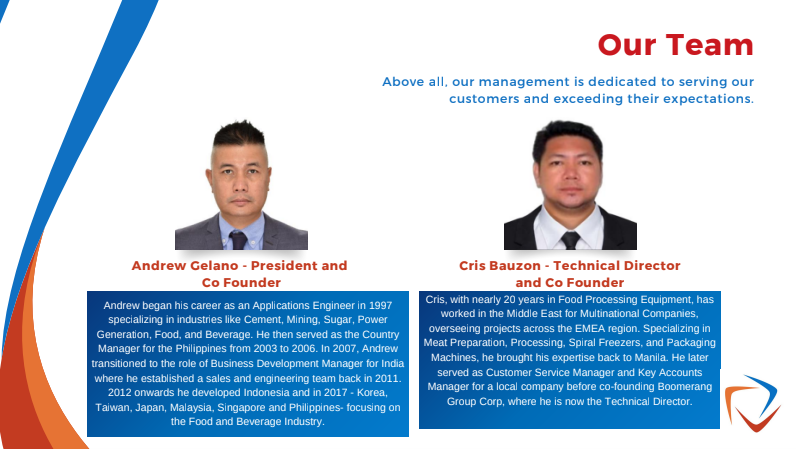 Our Team
Above all, our management is dedicated to serving our
customers and exceeding their expectations.
Andrew Gelano - President and
Co Founder
Andrew began his career as an Applications Engineer in 1997
specializing in industries like Cement, Mining, Sugar, Power
Generation, Food, and Beverage. He then served as the Country
Manager for the Philippines from 2003 to 2006. In 2007, Andrew
transitioned to the role of Business Development Manager for India
where he established a sales and engineering team back in 2011.
2012 onwards he developed Indonesia and in 2017 - Korea,
Taiwan, Japan, Malaysia, Singapore and Philippines- focusing on
the Food and Beverage Industry.
Cris Bauzon - Technical Director
and Co Founder
Cris, with nearly 20 years in Food Processing Equipment, has
worked in the Middle East for Multinational Companies,
overseeing projects across the EMEA region. Specializing in
Meat Preparation, Processing, Spiral Freezers, and Packaging
Machines, he brought his expertise back to Manila. He later
served as Customer Service Manager and Key Accounts
Manager for a local company before co-founding Boomerang
Group Corp, where he is now the Technical Director.